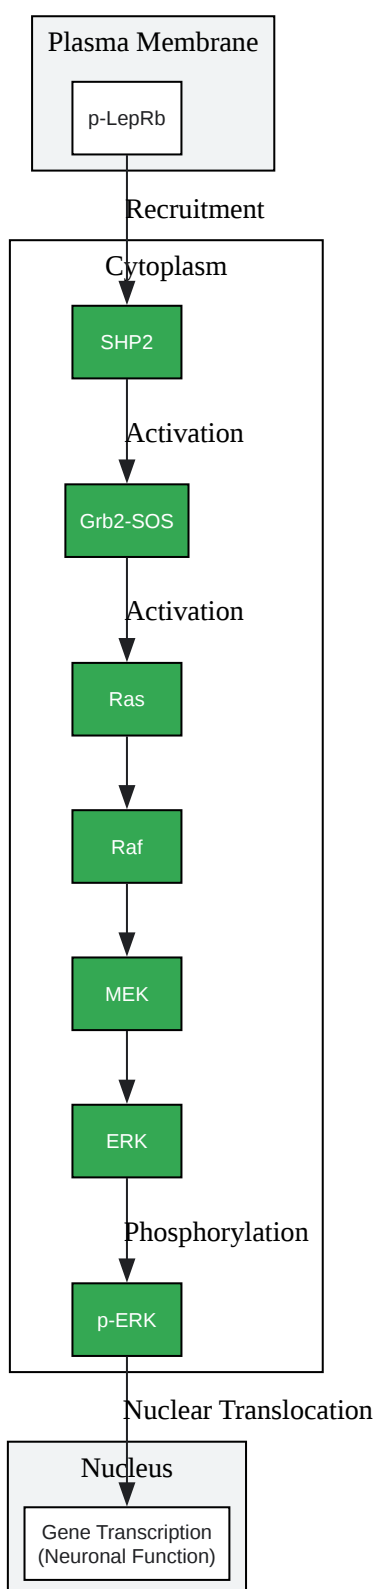 Plasma Membrane
p-LepRb
Recruitment
Cytoplasm
SHP2
Activation
Grb2-SOS
Activation
Ras
Raf
MEK
ERK
Phosphorylation
p-ERK
Nuclear Translocation
Nucleus
Gene Transcription
(Neuronal Function)